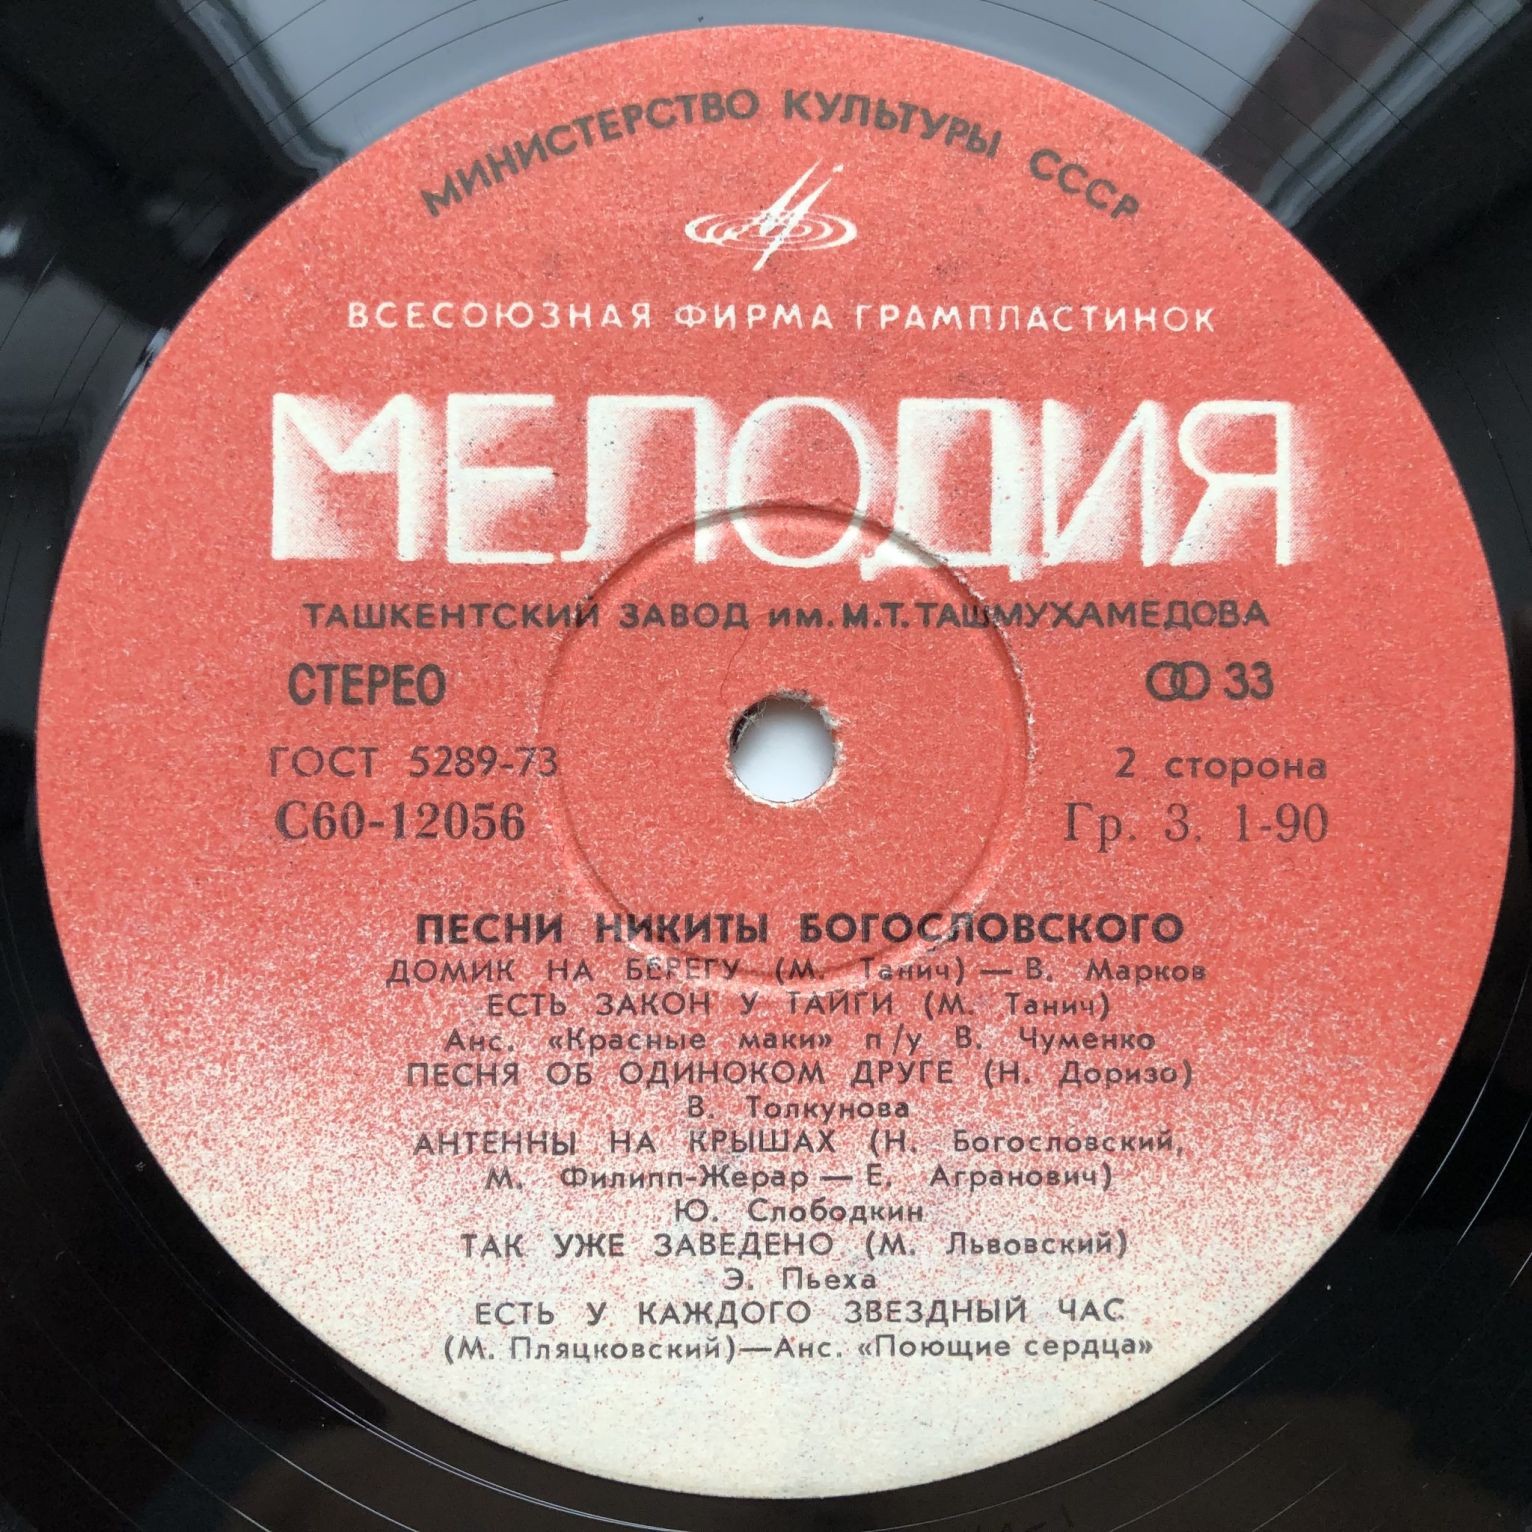 МИНИСТЕРСТВО КУЛЬТУРЫ СССР
ВСЕСОЮЗНАЯ ФИРМА ГРАМПЛАСТИНОК
МЕЛОДИЯ
ТАШКЕНТСКИЙ ЗАВОД им. М.Т. ТАШМУХАМЕДОВА
СТЕРЕО 33
ГОСТ 5289-73 2 сторона
С60-12056 Гр. 3. 1-90
ПЕСНИ НИКИТЫ БОГОСЛОВСКОГО
ДОМИК НА БЕРЕГУ (М. Танич) — В. Марков
ЕСТЬ ЗАКОН У ТАЙГИ (М. Танич)
Анс. «Красные маки» п/у В. Чуменко
ПЕСНЯ ОБ ОДИНОКОМ ДРУГЕ (Н. Доризо)
В. Толкунова
АНТЕННЫ НА КРЫШАХ (Н. Богословский,
М. Филипп-Жерар — Е. Агранович)
Ю. Слободкин
ТАК УЖЕ ЗАВЕДЕНО (М. Львовский)
Э. Пьеха
ЕСТЬ У КАЖДОГО ЗВЕЗДНЫЙ ЧАС
(М. Пляцковский)—Анс. «Поющие сердца»